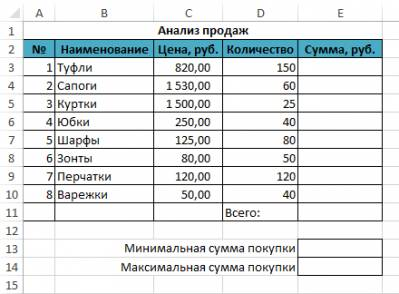 A B C D E
1 Анализ продаж
2 № Наименование Цена, руб. Количество Сумма, руб.
3 1 Туфли 820,00 150
4 2 Сапоги 1 530,00 60
5 3 Куртки 1 500,00 25
6 4 Юбки 250,00 40
7 5 Шарфы 125,00 80
8 6 Зонты 80,00 50
9 7 Перчатки 120,00 120
10 8 Варежки 50,00 40
11 Всего:
12
13 Минимальная сумма покупки
14 Максимальная сумма покупки
15